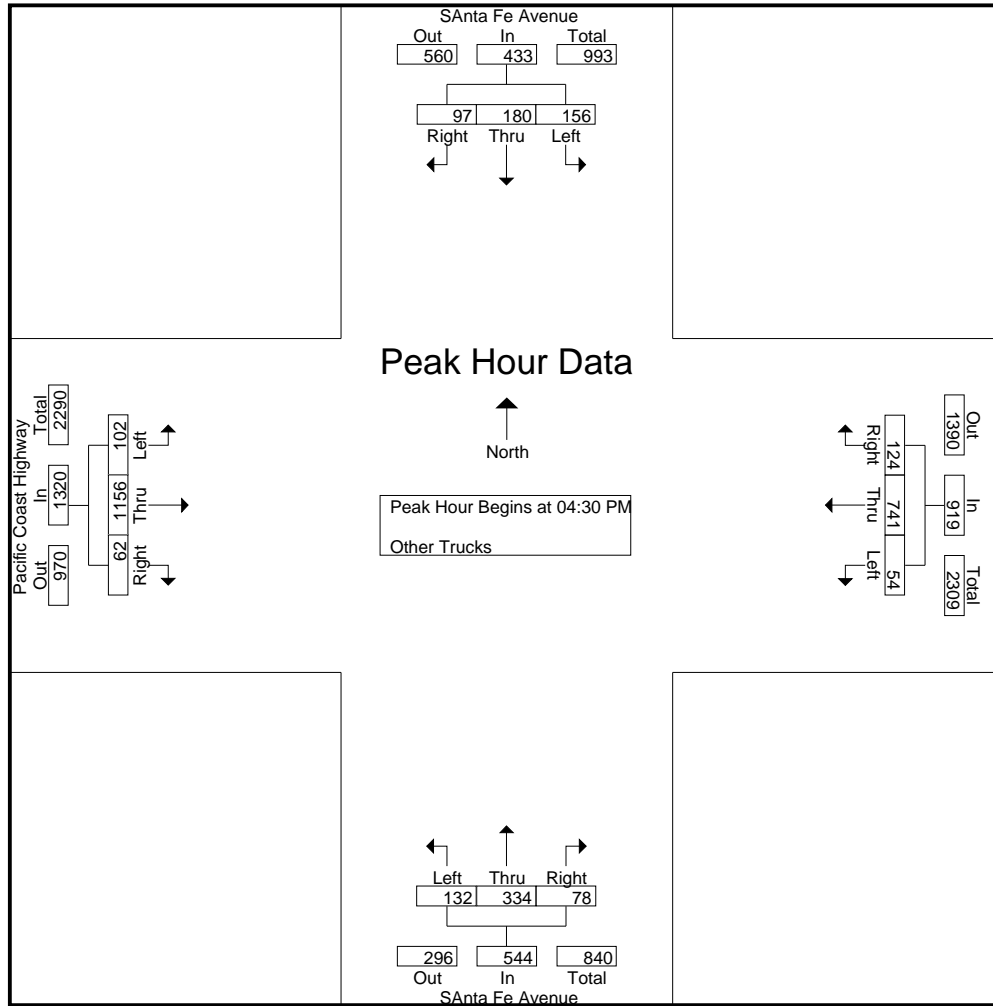 SAnta Fe Avenue
Out In Total
560 433 993
97 180 156
Right Thru Left
Peak Hour Data
North
Peak Hour Begins at 04:30 PM
Other Trucks
Pacific Coast Highway
Total In Out
2290 1320 970
102 1156 62
Left Thru Right
Right Thru Left
124 741 54
Out In Total
1390 919 2309
Left Thru Right
132 334 78
296 544 840
Out In Total
SAnta Fe Avenue